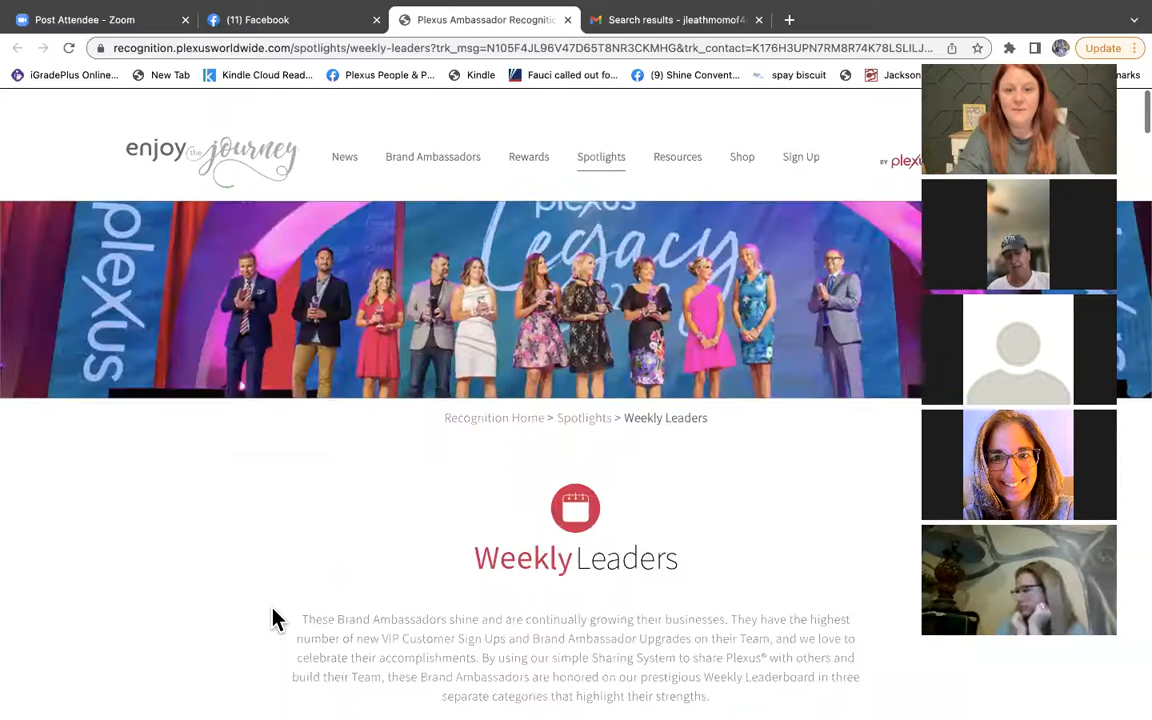 Post Attendee - Zoom
(11) Facebook
Plexus Ambassador Recogniti
Search results - jleathmomof4
recognition.plexusworldwide.com/spotlights/weekly-leaders?trk_msg=N105F4JL96V47D65T8NR3CKMHG&trk_contact=K176H3UPN7RM8R74K78LSLILJ...
Update
iGradePlus Online...
New Tab
Kindle Cloud Read...
Plexus People & P...
Kindle
Fauci called out fo...
(9) Shine Convent...
spay biscuit
Jackson
marks
enjoy the journey
News
Brand Ambassadors
Rewards
Spotlights
Resources
Shop
Sign Up
BY plexu
plexus
plexus
Legacy
Recognition Home > Spotlights > Weekly Leaders
Weekly Leaders
These Brand Ambassadors shine and are continually growing their businesses. They have the highest
number of new VIP Customer Sign Ups and Brand Ambassador Upgrades on their Team, and we love to
celebrate their accomplishments. By using our simple Sharing System to share Plexus® with others and
build their Team, these Brand Ambassadors are honored on our prestigious Weekly Leaderboard in three
separate categories that highlight their strengths.